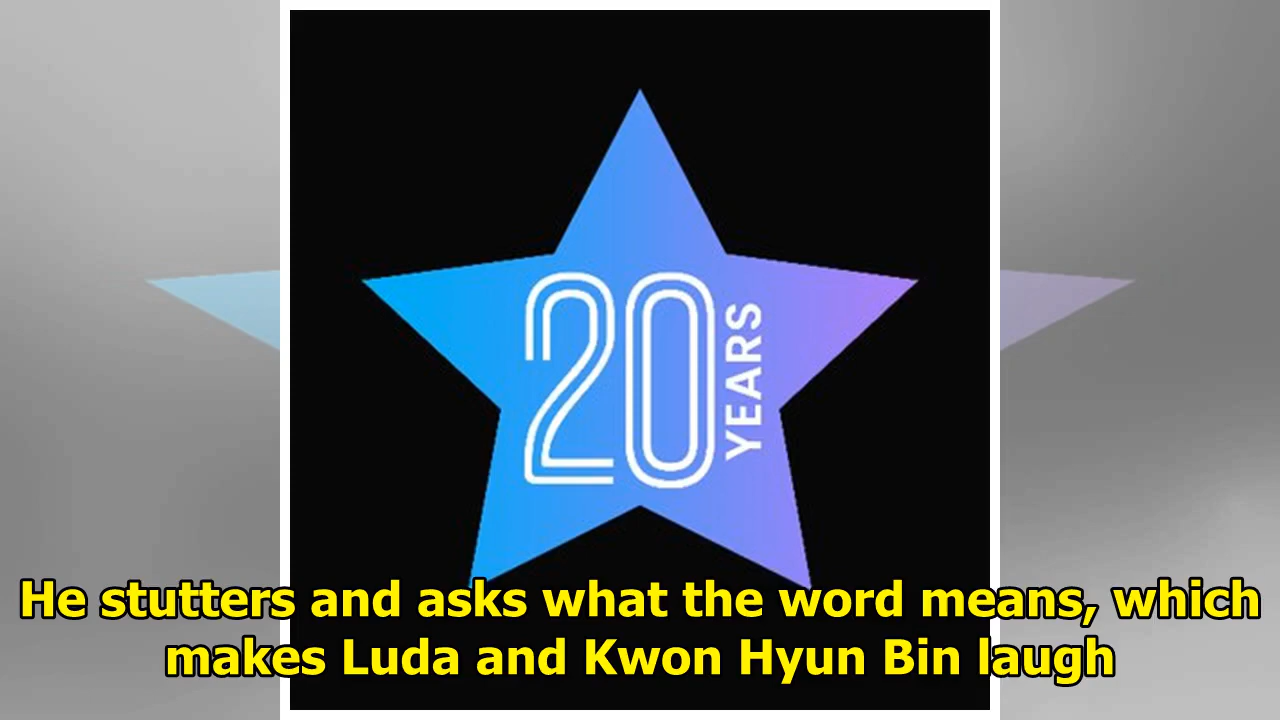 20
YEARS
He stutters and asks what the word means, which
makes Luda and Kwon Hyun Bin laugh